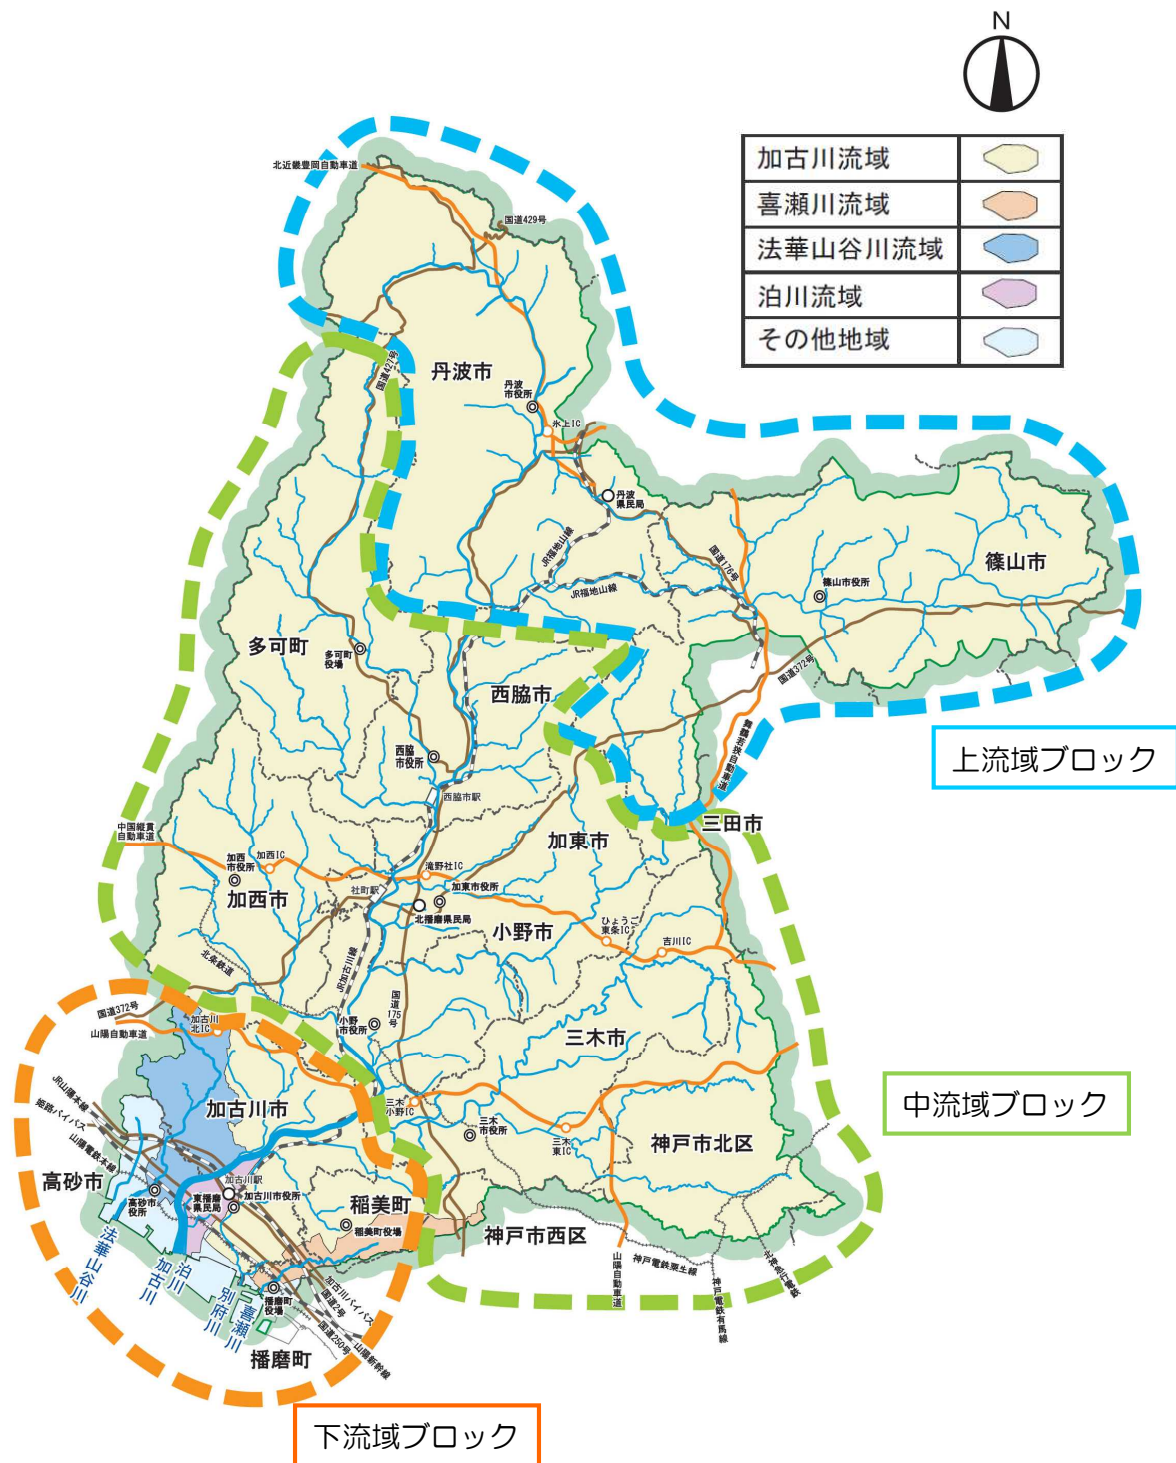 N
加古川流域
喜瀬川流域
法華山谷川流域
泊川流域
その他地域
北近畿豊岡自動車道
国道429号
国道427号
丹波市
丹波
市役所
氷上IC
丹波
県民局
JR福地山線
JR福地山線
国道176号
篠山市
篠山市役所
国道372号
多可町
多可町
役場
西脇市
西脇
市役所
西脇市駅
舞鶴若狭自動車道
上流域ブロック
三田市
中国縦貫
自動車道
加西
市役所
加西IC
加西市
滝野社IC
社町駅
加東市役所
北播磨県民局
加東市
小野市
ひょうご
東条IC
吉川IC
北条鉄道
JR加古川線
国道175号
国道372号
山陽自動車道
加古川
北IC
小野
市役所
三木市
三木
小野IC
三木
市役所
三木
東IC
神戸市北区
中流域ブロック
加古川市
JR山陽本線
姫路バイパス
山陽電鉄本線
高砂市
高砂市
役所
加古川駅
東播磨
県民局
加古川市役所
稲美町
稲美町役場
神戸市西区
山陽自動車道
神戸電鉄粟生線
神戸電鉄有馬線
法華山谷川
加古川
泊川
別府川
喜瀬川
播磨町
役場
播磨町
加古川バイパス
国道2号
国道250号
山陽新幹線
下流域ブロック